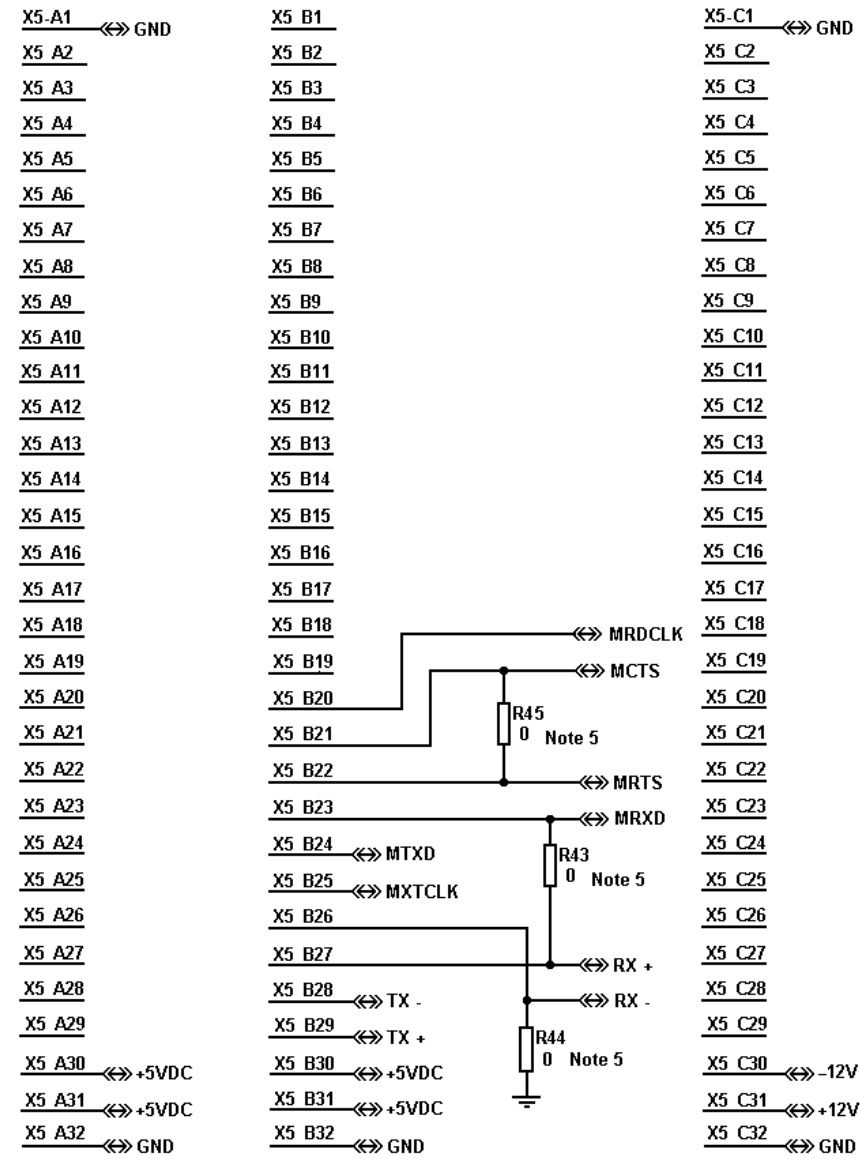 X5-A1 GND X5 B1 X5-C1 GND
X5 A2 X5 B2 X5 C2
X5 A3 X5 B3 X5 C3
X5 A4 X5 B4 X5 C4
X5 A5 X5 B5 X5 C5
X5 A6 X5 B6 X5 C6
X5 A7 X5 B7 X5 C7
X5 A8 X5 B8 X5 C8
X5 A9 X5 B9 X5 C9
X5 A10 X5 B10 X5 C10
X5 A11 X5 B11 X5 C11
X5 A12 X5 B12 X5 C12
X5 A13 X5 B13 X5 C13
X5 A14 X5 B14 X5 C14
X5 A15 X5 B15 X5 C15
X5 A16 X5 B16 X5 C16
X5 A17 X5 B17 X5 C17
X5 A18 X5 B18 MRDCLK X5 C18
X5 A19 X5 B19 MCTS X5 C19
X5 A20 X5 B20 X5 C20
R45
X5 A21 X5 B21 0 Note 5 X5 C21
X5 A22 X5 B22 MRTS X5 C22
X5 A23 X5 B23 MRXD X5 C23
X5 A24 X5 B24 MTXD R43 X5 C24
X5 A25 X5 B25 MXTCLK 0 Note 5 X5 C25
X5 A26 X5 B26 X5 C26
X5 A27 X5 B27 RX + X5 C27
X5 A28 X5 B28 TX - RX - X5 C28
X5 A29 X5 B29 TX + R44 X5 C29
0 Note 5
X5 A30 +5VDC X5 B30 +5VDC X5 C30 –12V
X5 A31 +5VDC X5 B31 +5VDC X5 C31 +12V
X5 A32 GND X5 B32 GND X5 C32 GND